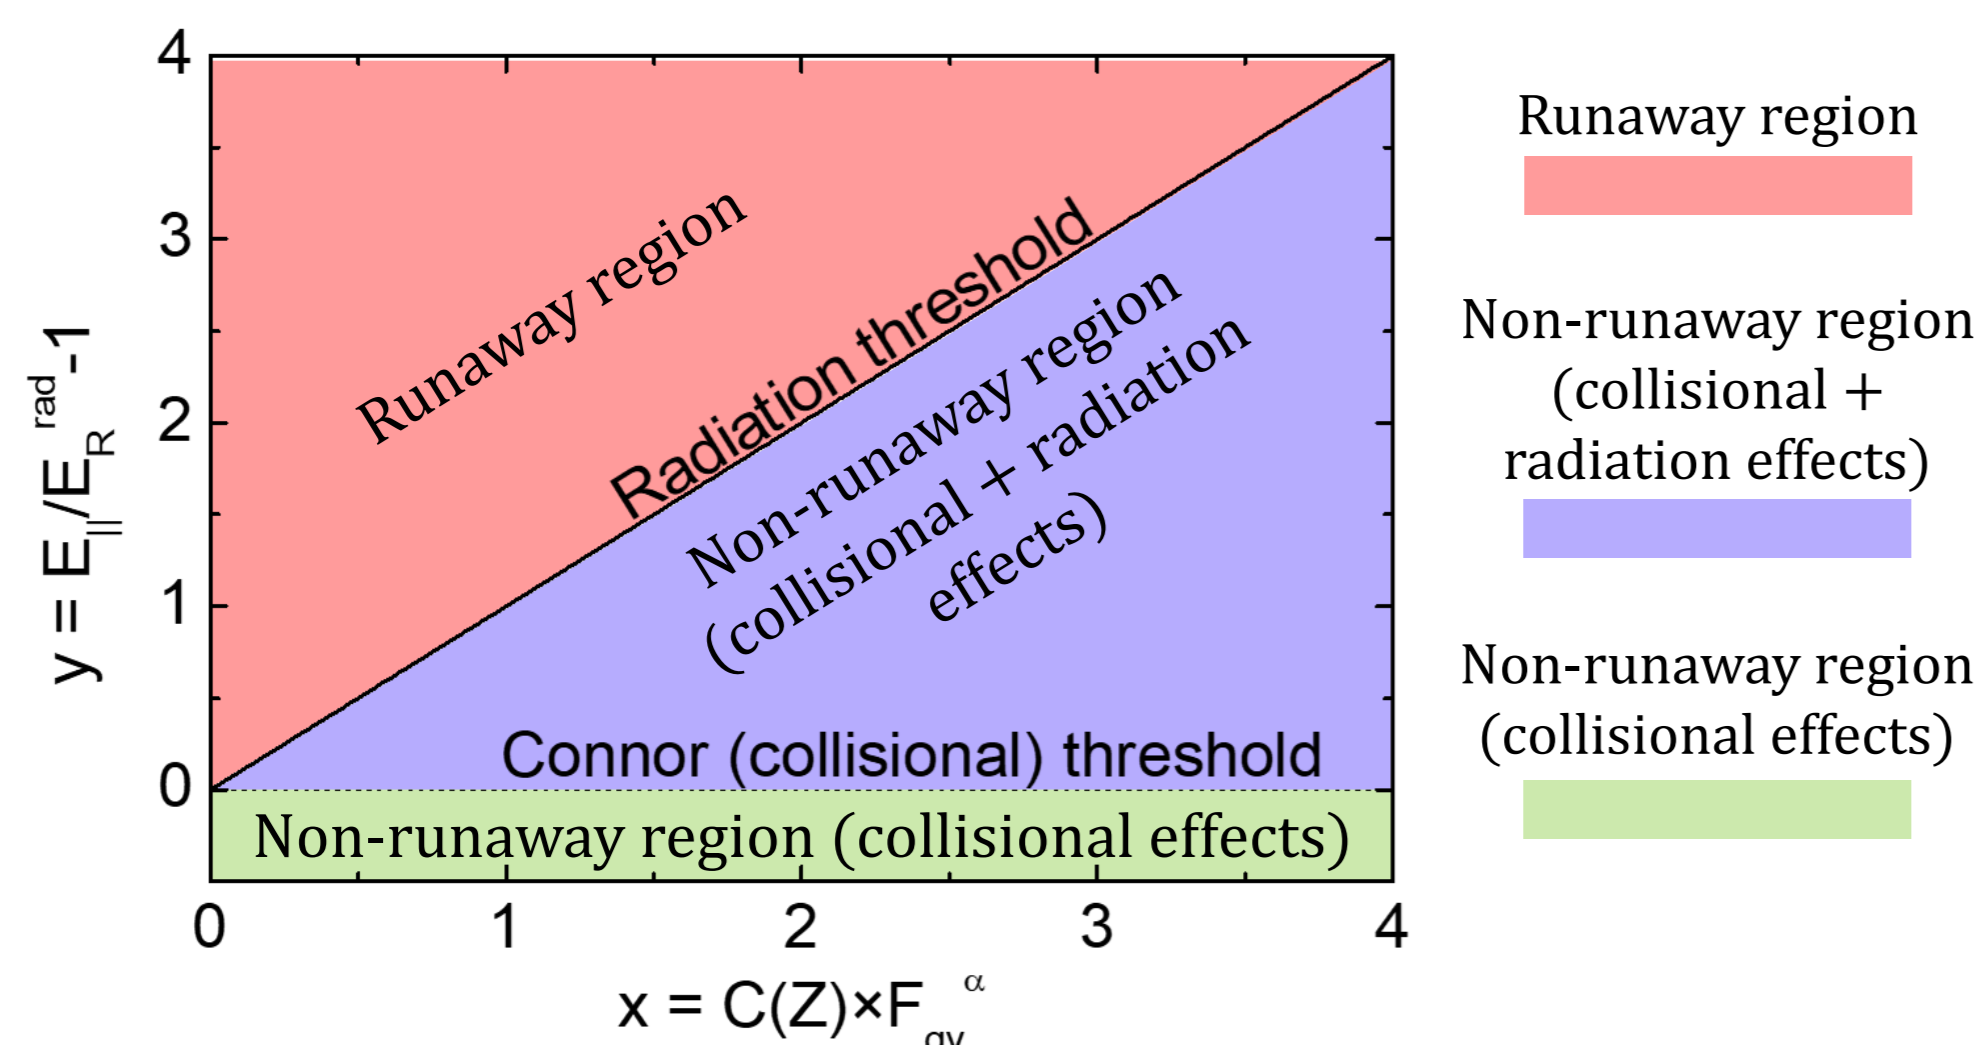 4
3
2
1
0
y = E||/E_R^rad-1
Runaway region
Radiation threshold
Non-runaway region
(collisional + radiation
effects)
Connor (collisional) threshold
Non-runaway region (collisional effects)
0 1 2 3 4
x = C(Z)×F_gy^α
Runaway region
Non-runaway region
(collisional +
radiation effects)
Non-runaway region
(collisional effects)